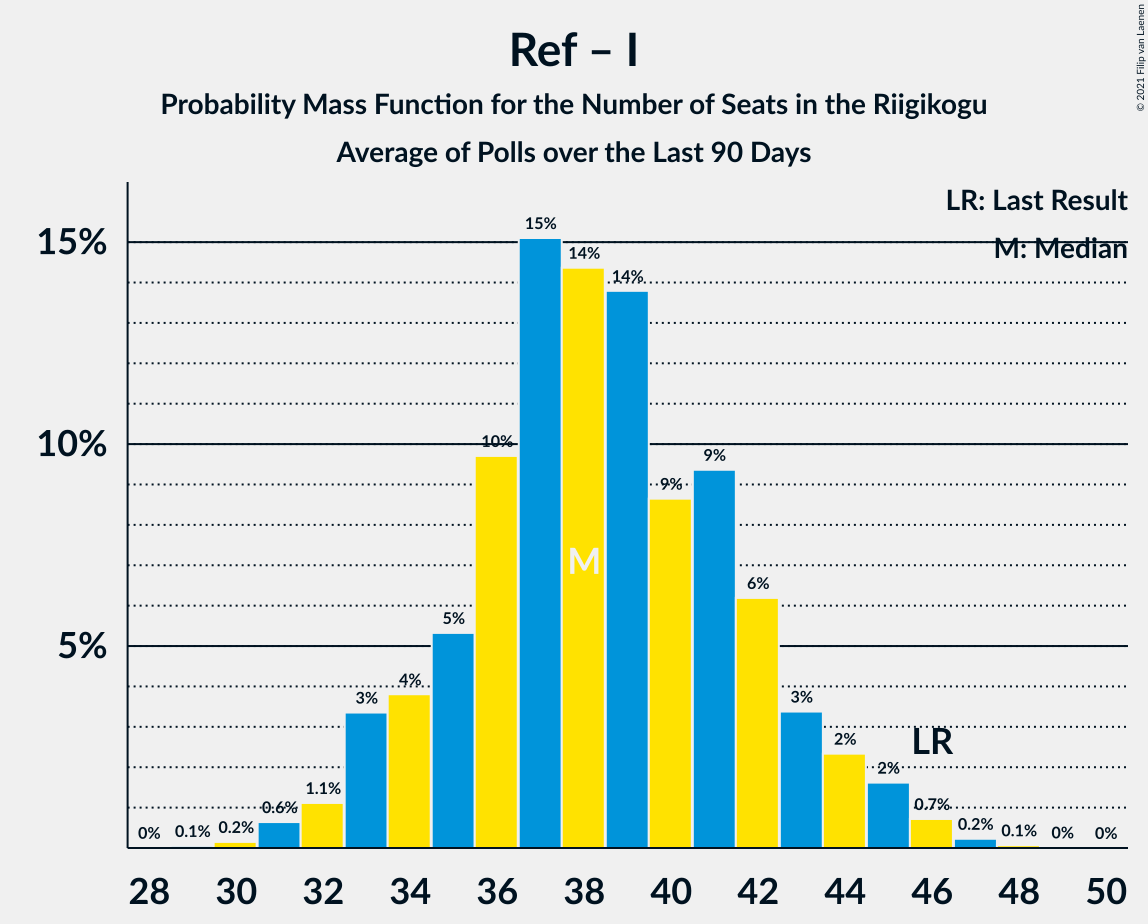 Ref – I
Probability Mass Function for the Number of Seats in the Riigikogu
Average of Polls over the Last 90 Days
© 2021 Filip van Laenen
LR: Last Result
M: Median
15%
10%
5%
0% 0.1% 0.2% 0.6% 1.1% 3% 4% 5% 10% 15% 14% 14% 9% 9% 6% 3% 2% 2% 0.7% 0.2% 0.1% 0% 0%
M
LR
28 30 32 34 36 38 40 42 44 46 48 50